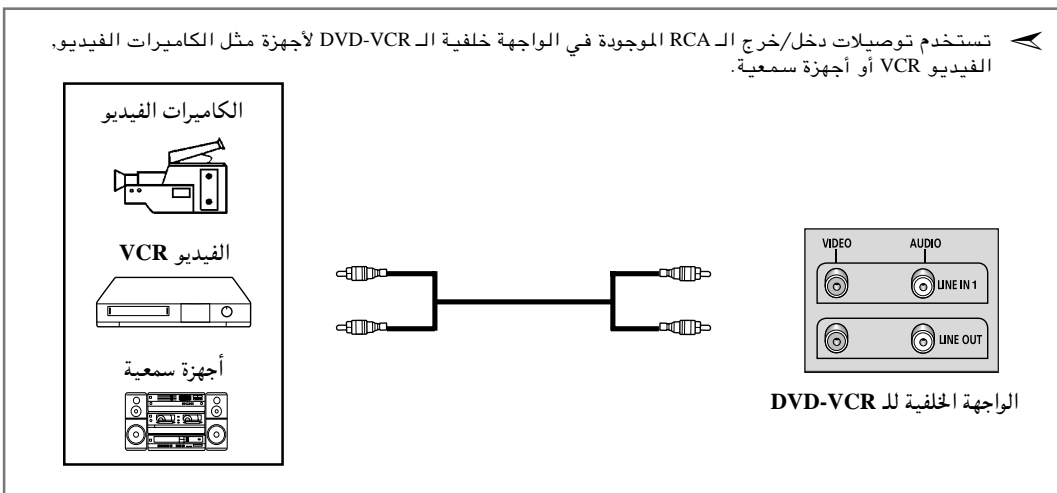 تستخدم توصيلات دخل/خرج الـ RCA الموجودة في الواجهة خلفية الـ DVD-VCR لأجهزة مثل الكاميرات الفيديو,
الفيديو VCR أو أجهزة سمعية.
الكاميرات الفيديو
الفيديو VCR
أجهزة سمعية
VIDEO AUDIO
LINE IN 1
LINE OUT
الواجهة الخلفية للـ DVD-VCR